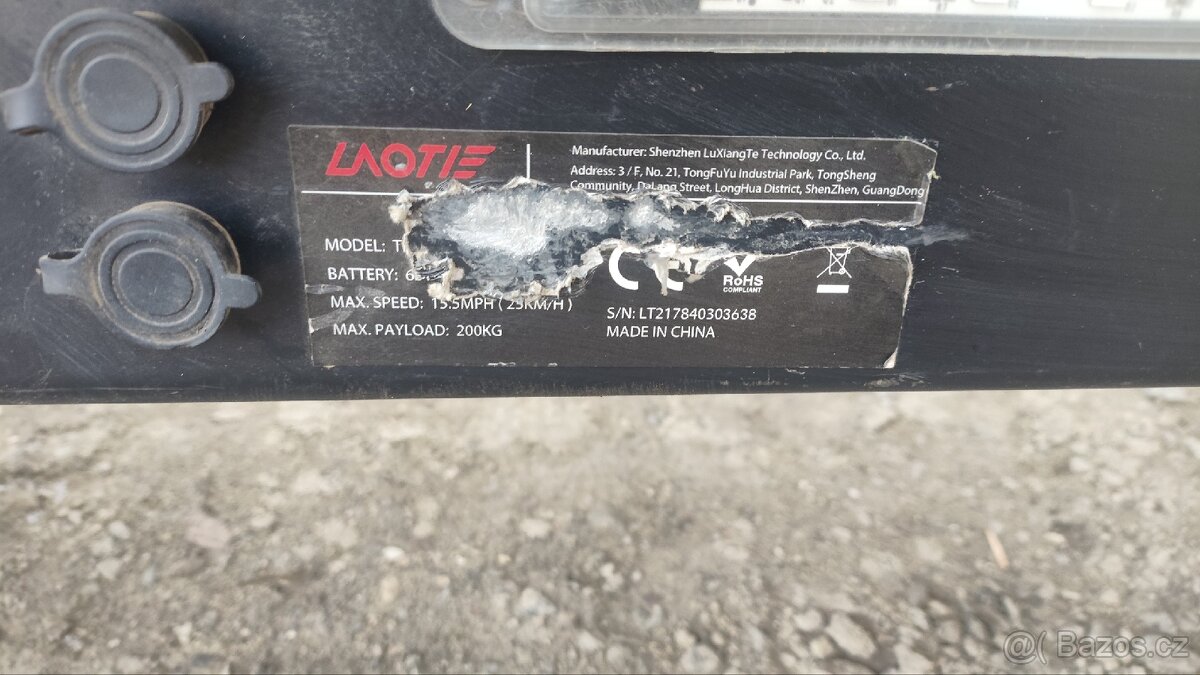 LAOTIE
Manufacturer: Shenzhen LuXiangTe Technology Co., Ltd.
Address: 3 / F, No. 21, TongFuYu Industrial Park, TongSheng
Community, DaLang Street, LongHua District, ShenZhen, GuangDong
MODEL: T
BATTERY: 6
MAX. SPEED: 15.5MPH ( 25KM/H )
MAX. PAYLOAD: 200KG
CE
RoHS
COMPLIANT
S/N: LT217840303638
MADE IN CHINA
@ Bazos.cz